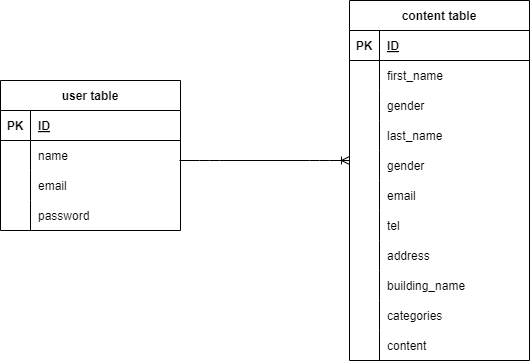 user table
PK ID
name
email
password
content table
PK ID
first_name
gender
last_name
gender
email
tel
address
building_name
categories
content